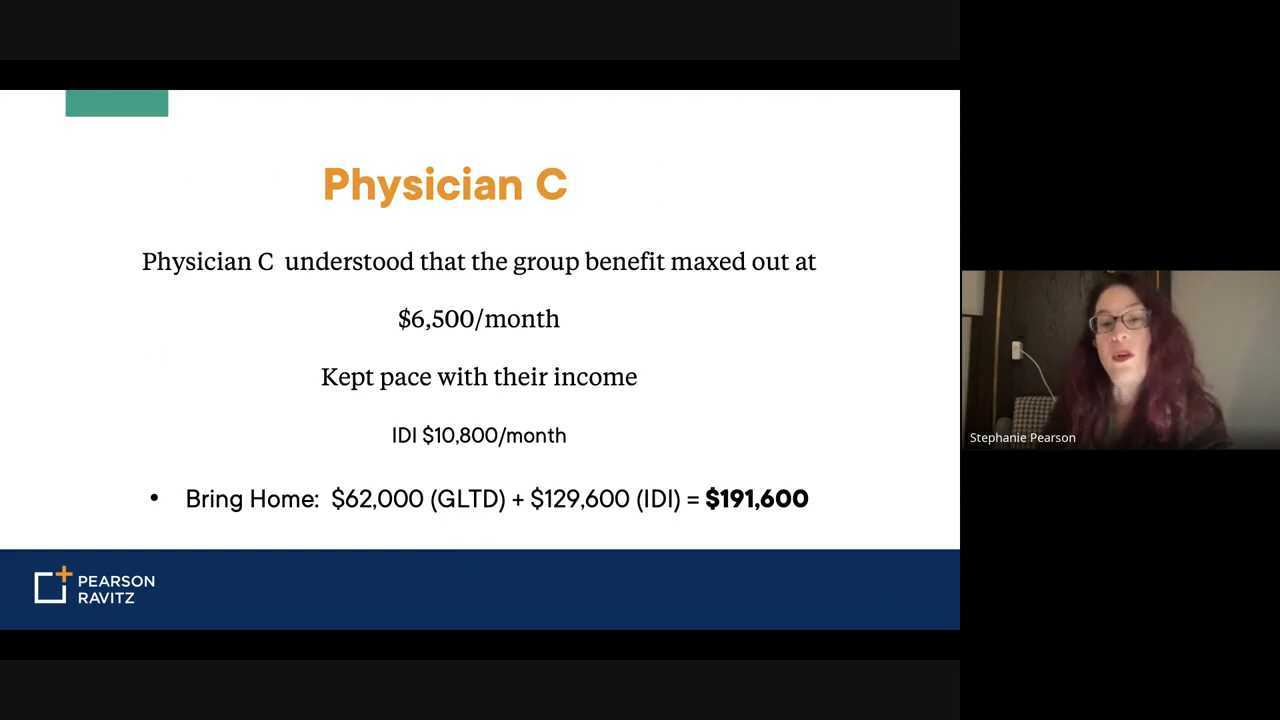 Physician C
Physician C understood that the group benefit maxed out at
$6,500/month
Kept pace with their income
IDI $10,800/month
• Bring Home: $62,000 (GLTD) + $129,600 (IDI) = $191,600
PEARSON
RAVITZ
Stephanie Pearson